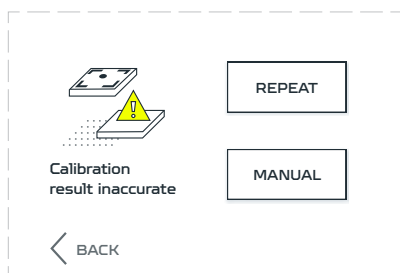 REPEAT
Calibration
result inaccurate
MANUAL
BACK